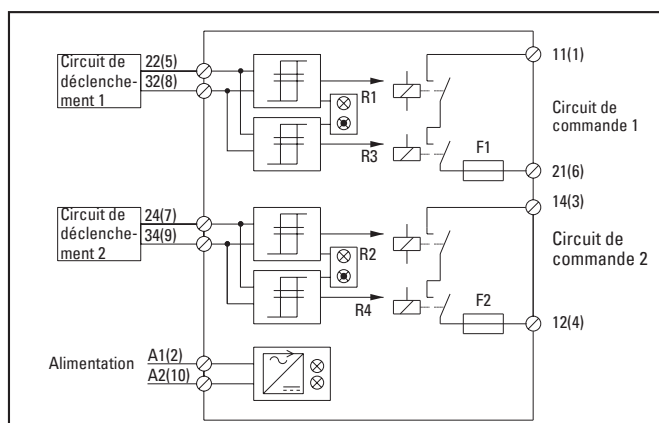 Circuit de
déclenche-
ment 1
22(5)
32(8)
R1
R3
11(1)
Circuit de
commande 1
F1
21(6)
14(3)
Circuit de
déclenche-
ment 2
24(7)
34(9)
R2
R4
Circuit de
commande 2
F2
12(4)
Alimentation
A1(2)
A2(10)